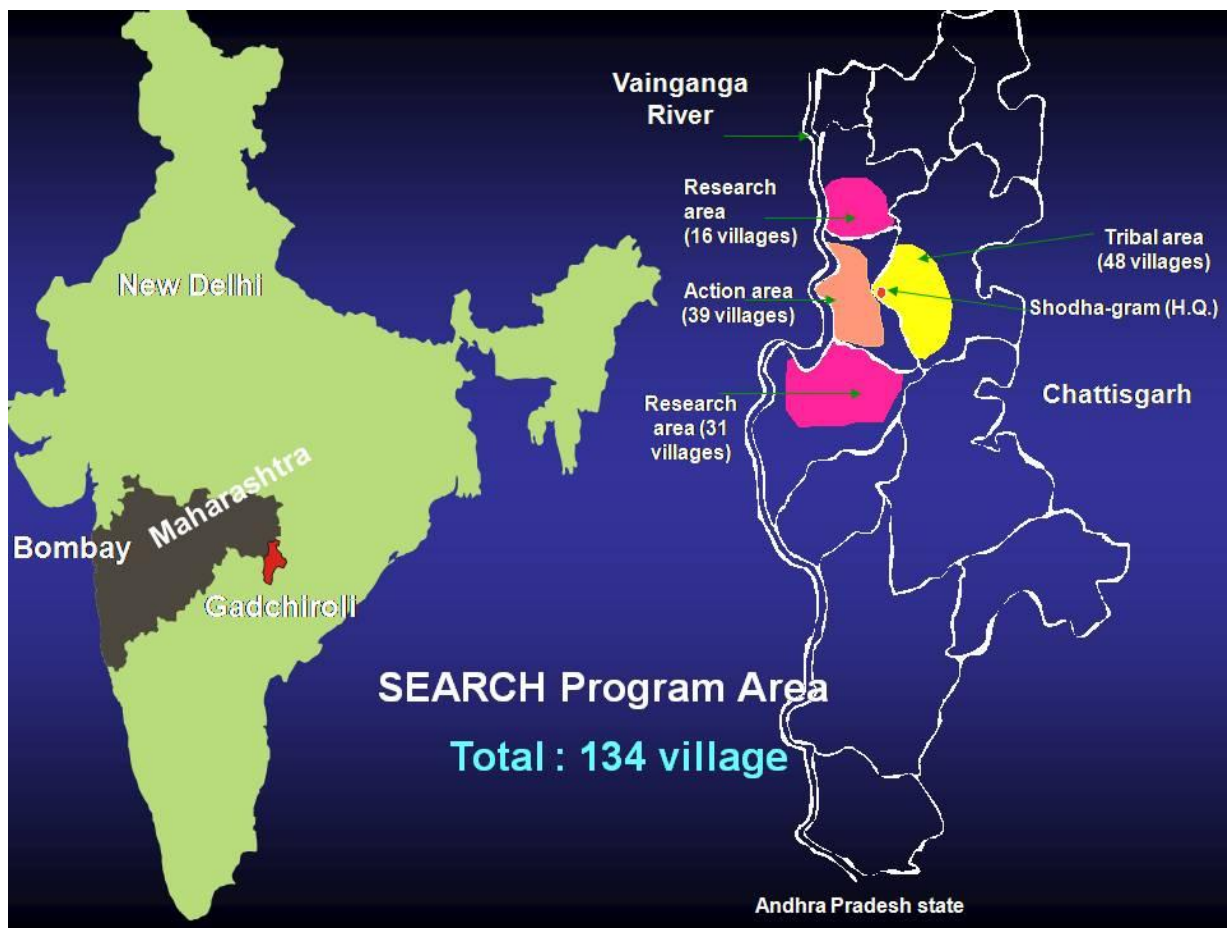 New Delhi
Maharashtra
Bombay
Gadchiroli
Vainganga
River
Research
area
(16 villages)
Action area
(39 villages)
Research
area (31
villages)
Tribal area
(48 villages)
Shodha-gram (H.Q.)
Chattisgarh
SEARCH Program Area
Total : 134 village
Andhra Pradesh state